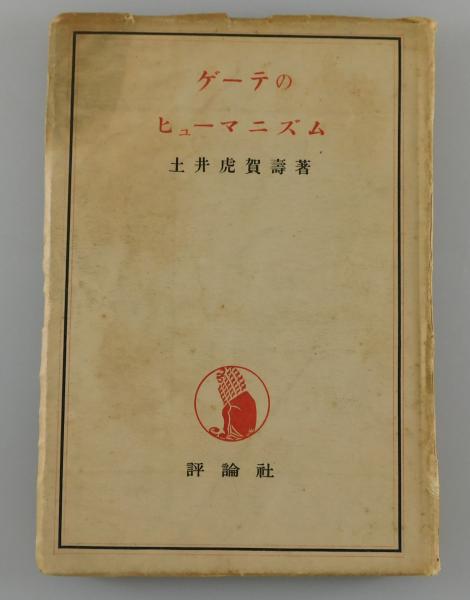 ゲーテの
ヒューマニズム
土井虎賀壽著
評論社